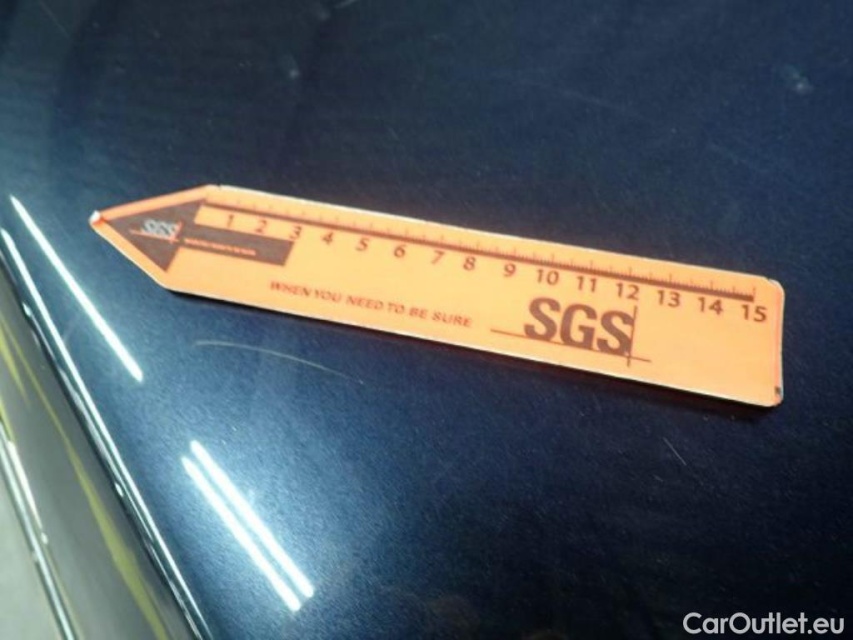 SGS
1 2 3 4 5 6 7 8 9 10 11 12 13 14 15
WHEN YOU NEED TO BE SURE
SGS
CarOutlet.eu